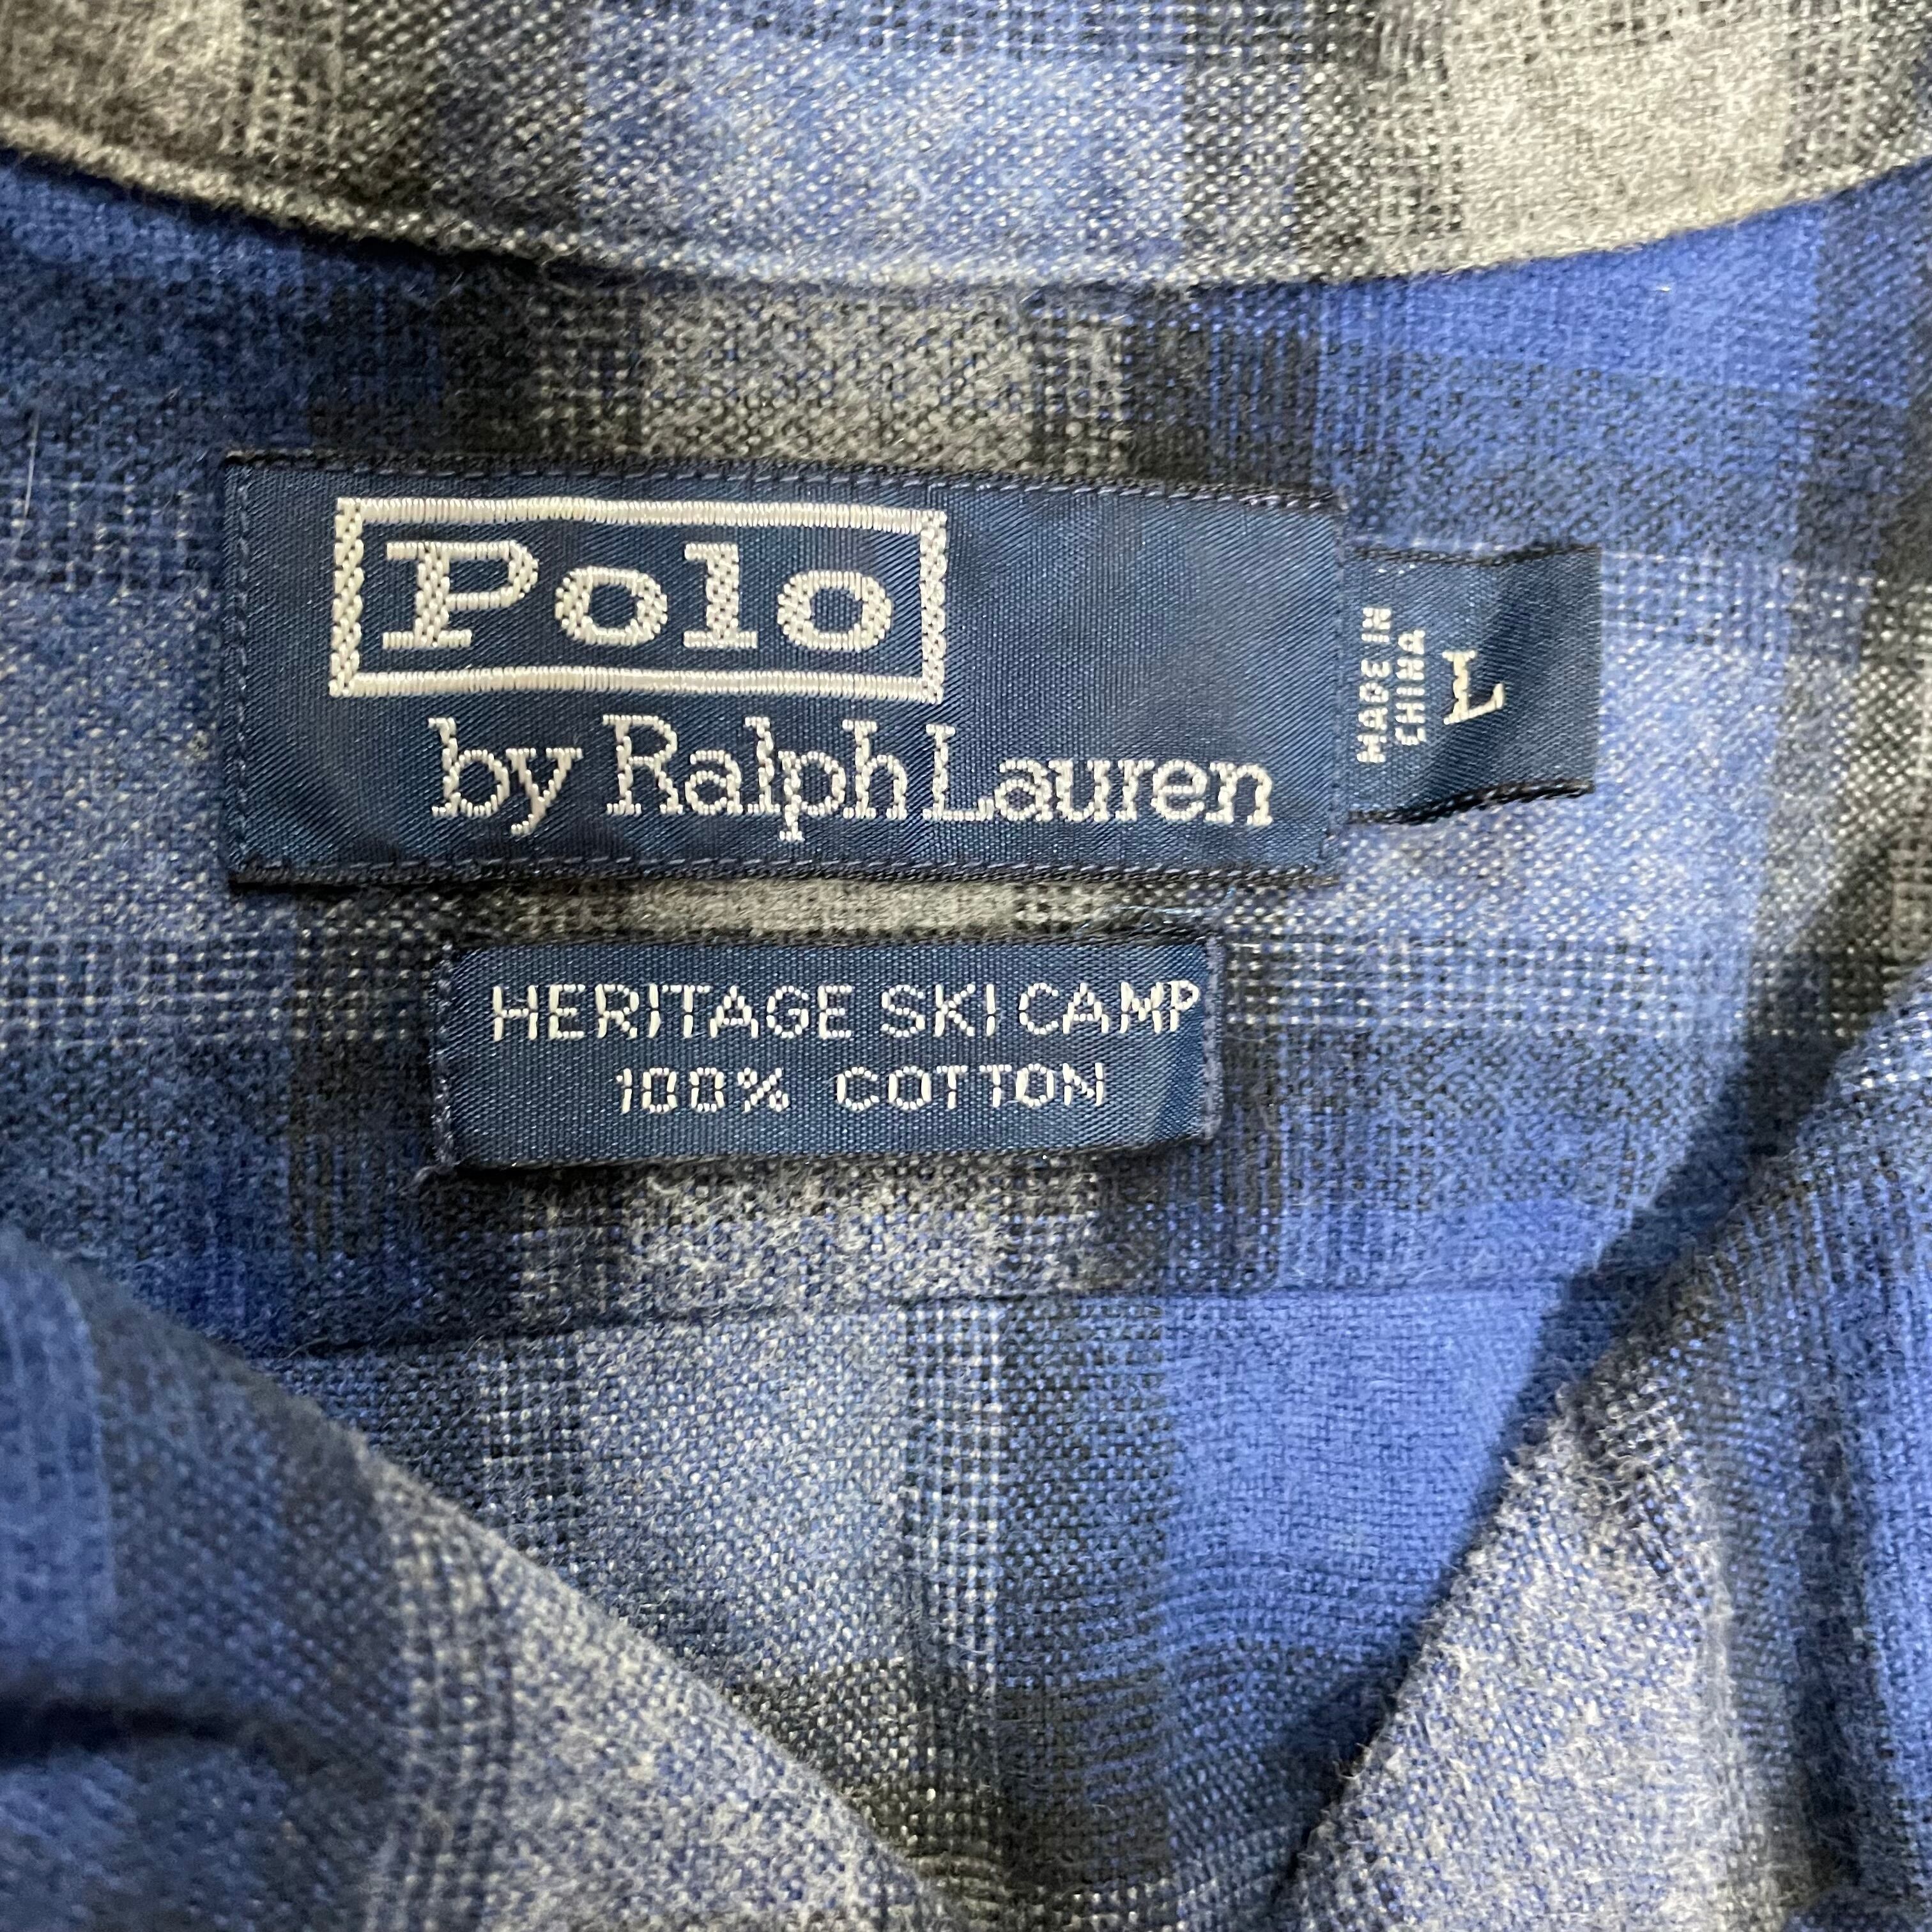 Polo
by Ralph Lauren
MADE IN
CHINA
L
HERITAGE SKI CAMP
100% COTTON